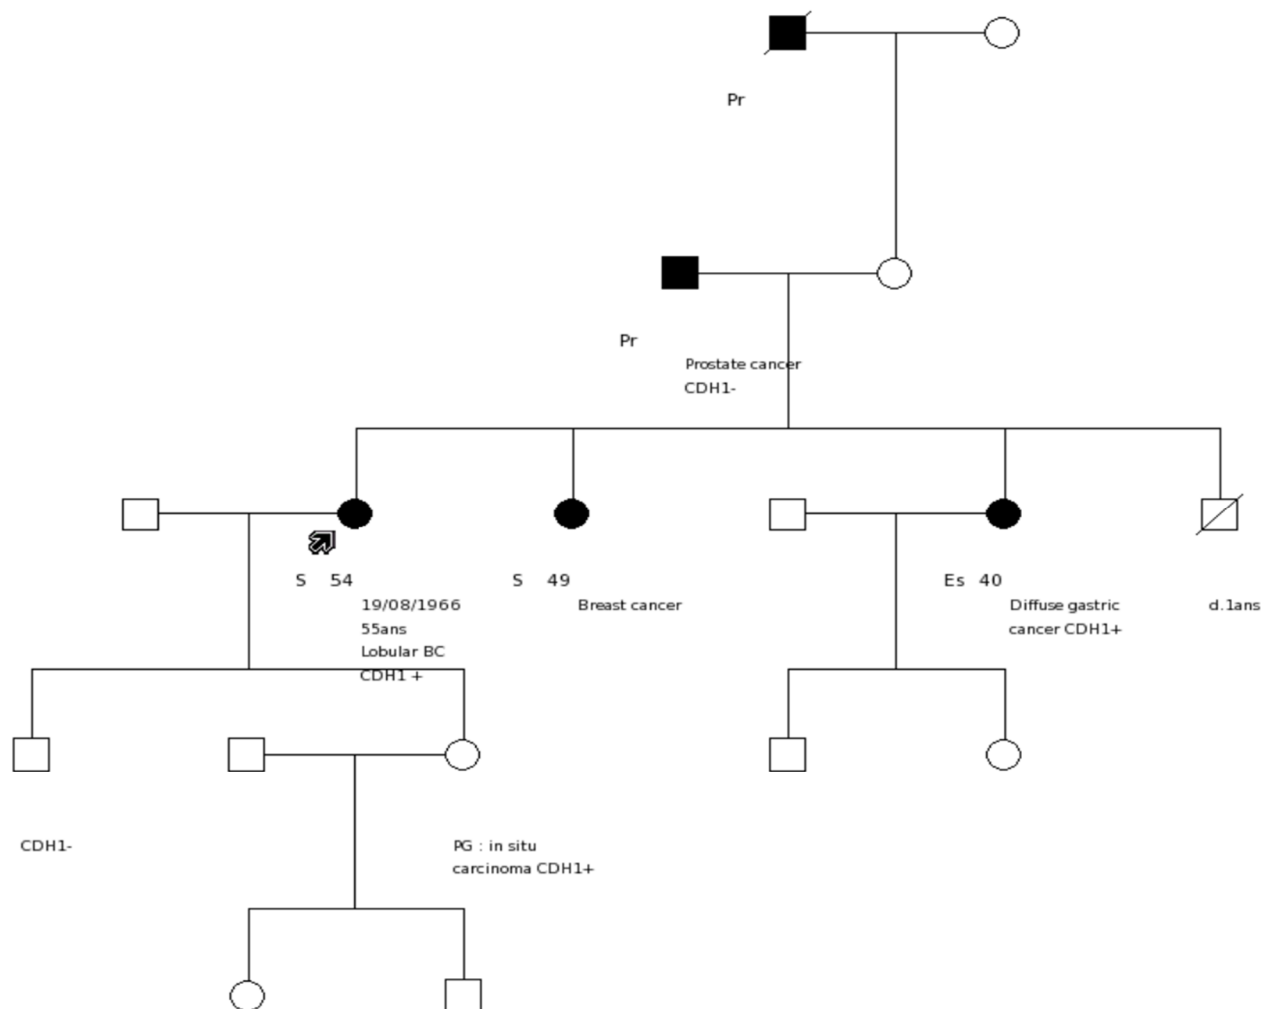 Pr
Pr
Prostate cancer
CDH1-
S 54
19/08/1966
55ans
Lobular BC
CDH1 +
S 49
Breast cancer
Es 40
Diffuse gastric
cancer CDH1+
d.1ans
CDH1-
PG : in situ
carcinoma CDH1+